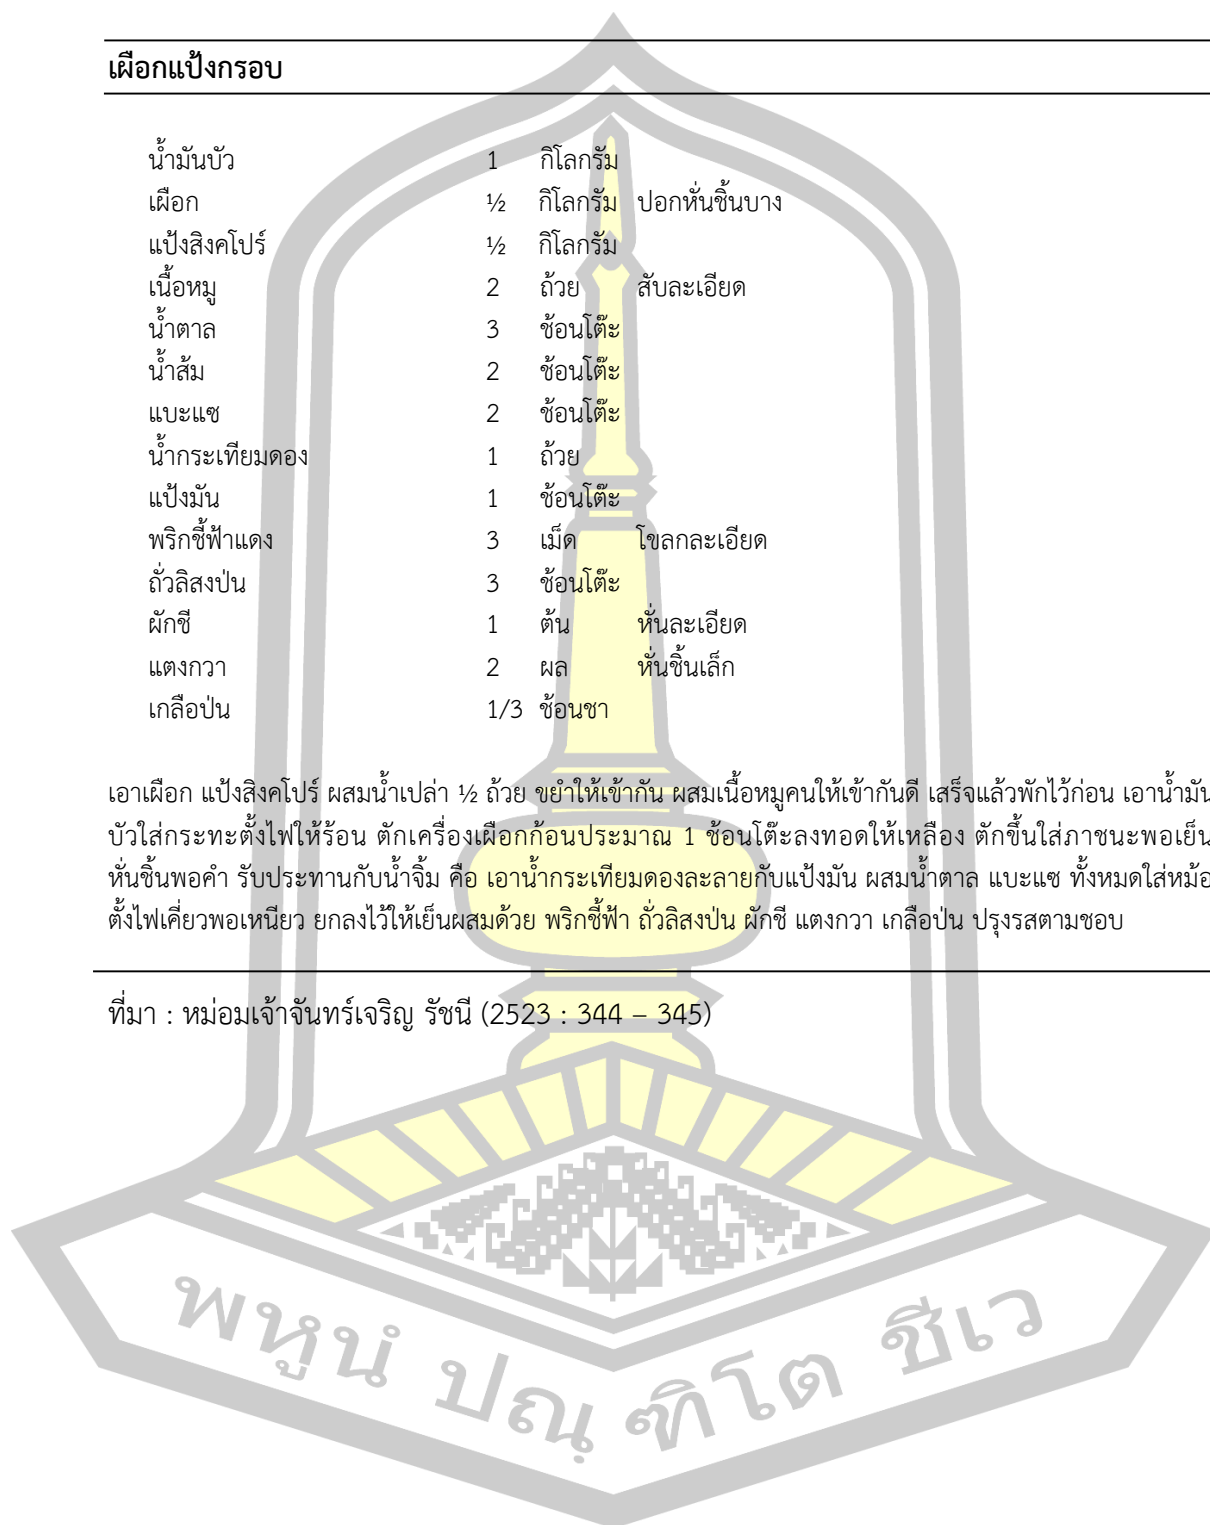 เผือกแป้งกรอบ
น้ำมันบัว 1 กิโลกรัม
เผือก ½ กิโลกรัม ปอกหั่นชิ้นบาง
แป้งสิงคโปร์ ½ กิโลกรัม
เนื้อหมู 2 ถ้วย สับละเอียด
น้ำตาล 3 ช้อนโต๊ะ
น้ำส้ม 2 ช้อนโต๊ะ
แบะแซ 2 ช้อนโต๊ะ
น้ำกระเทียมดอง 1 ถ้วย
แป้งมัน 1 ช้อนโต๊ะ
พริกชี้ฟ้าแดง 3 เม็ด โขลกละเอียด
ถั่วลิสงป่น 3 ช้อนโต๊ะ
ผักชี 1 ต้น หั่นละเอียด
แตงกวา 2 ผล หั่นชิ้นเล็ก
เกลือป่น 1/3 ช้อนชา
เอาเผือก แป้งสิงคโปร์ ผสมน้ำเปล่า ½ ถ้วย ขยำให้เข้ากัน ผสมเนื้อหมูคนให้เข้ากันดี เสร็จแล้วพักไว้ก่อน เอาน้ำมัน
บัวใส่กระทะตั้งไฟให้ร้อน ตักเครื่องเผือกก้อนประมาณ 1 ช้อนโต๊ะลงทอดให้เหลือง ตักขึ้นใส่ภาชนะพอเย็น
หั่นชิ้นพอคำ รับประทานกับน้ำจิ้ม คือ เอาน้ำกระเทียมดองละลายกับแป้งมัน ผสมน้ำตาล แบะแซ ทั้งหมดใส่หม้อ
ตั้งไฟเคี่ยวพอเหนียว ยกลงไว้ให้เย็นผสมด้วย พริกชี้ฟ้า ถั่วลิสงป่น ผักชี แตงกวา เกลือป่น ปรุงรสตามชอบ
ที่มา : หม่อมเจ้าจันทร์เจริญ รัชนี (2523 : 344 – 345)
พหูนํ ปณฺฑิโต ชีเว